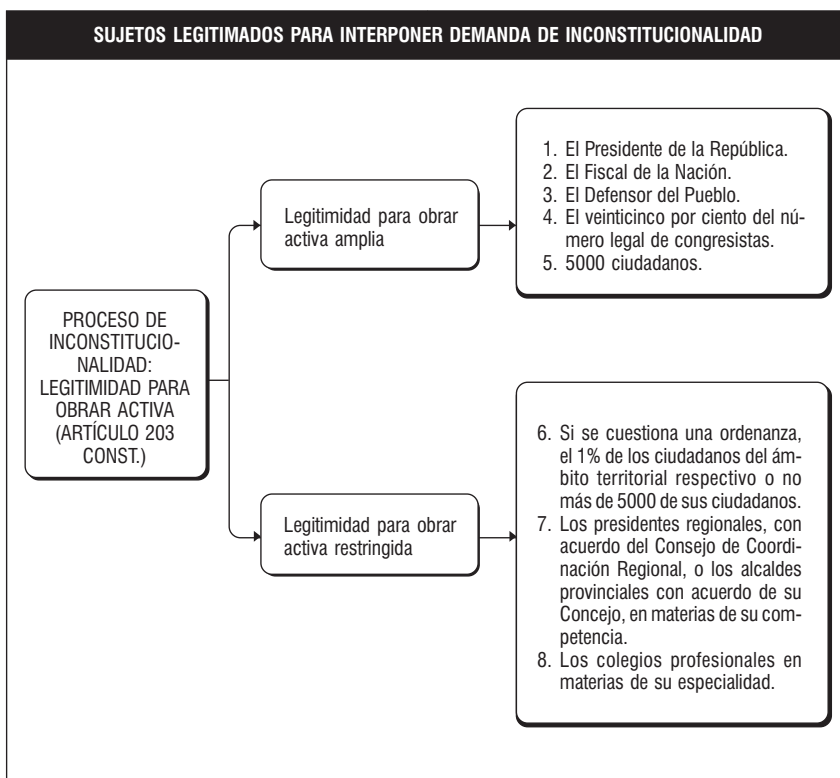 SUJETOS LEGITIMADOS PARA INTERPONER DEMANDA DE INCONSTITUCIONALIDAD
PROCESO DE
INCONSTITUCIO-
NALIDAD:
LEGITIMIDAD PARA
OBRAR ACTIVA
(ARTÍCULO 203
CONST.)
Legitimidad para obrar
activa amplia
1. El Presidente de la República.
2. El Fiscal de la Nación.
3. El Defensor del Pueblo.
4. El veinticinco por ciento del nú-
mero legal de congresistas.
5. 5000 ciudadanos.
Legitimidad para obrar
activa restringida
6. Si se cuestiona una ordenanza,
el 1% de los ciudadanos del ám-
bito territorial respectivo o no
más de 5000 de sus ciudadanos.
7. Los presidentes regionales, con
acuerdo del Consejo de Coordi-
nación Regional, o los alcaldes
provinciales con acuerdo de su
Concejo, en materias de su com-
petencia.
8. Los colegios profesionales en
materias de su especialidad.